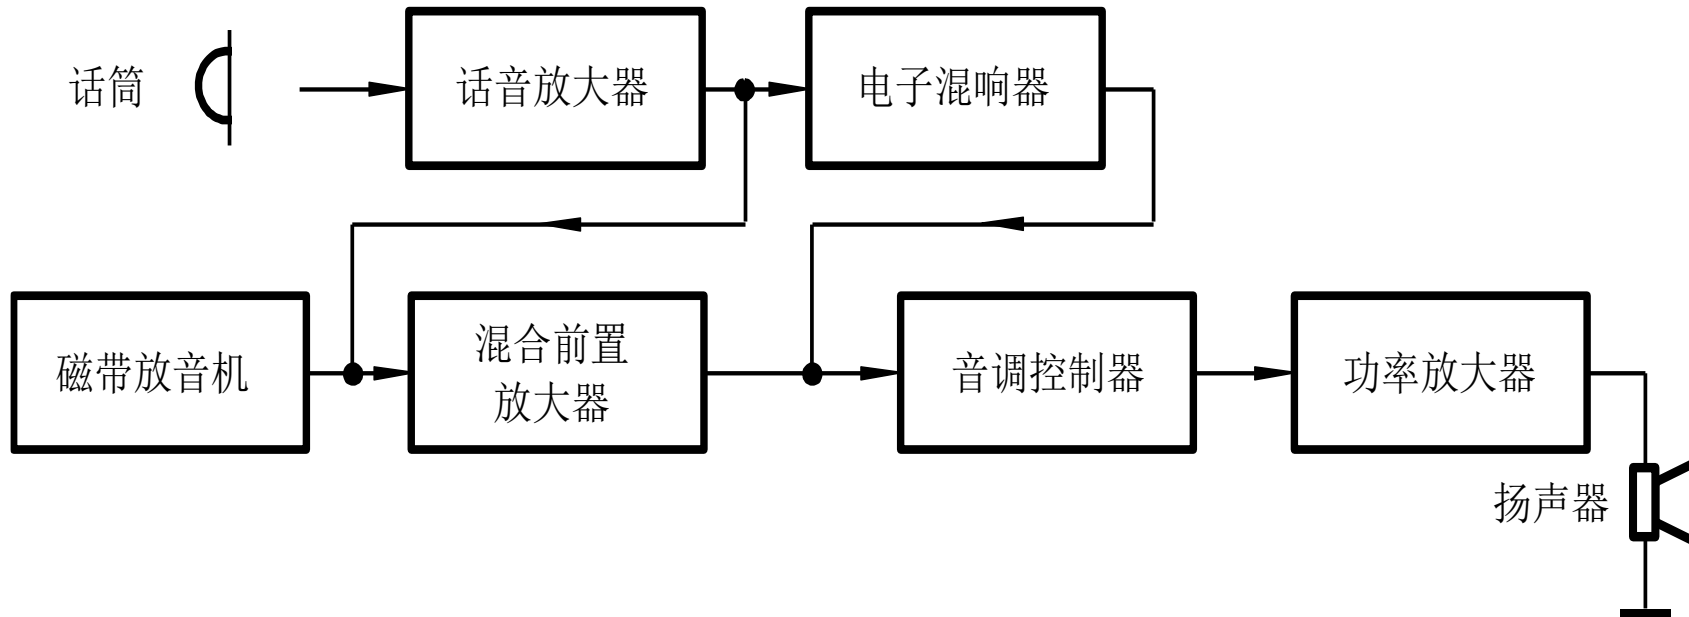 话筒
话音放大器
电子混响器
磁带放音机
混合前置
放大器
音调控制器
功率放大器
扬声器